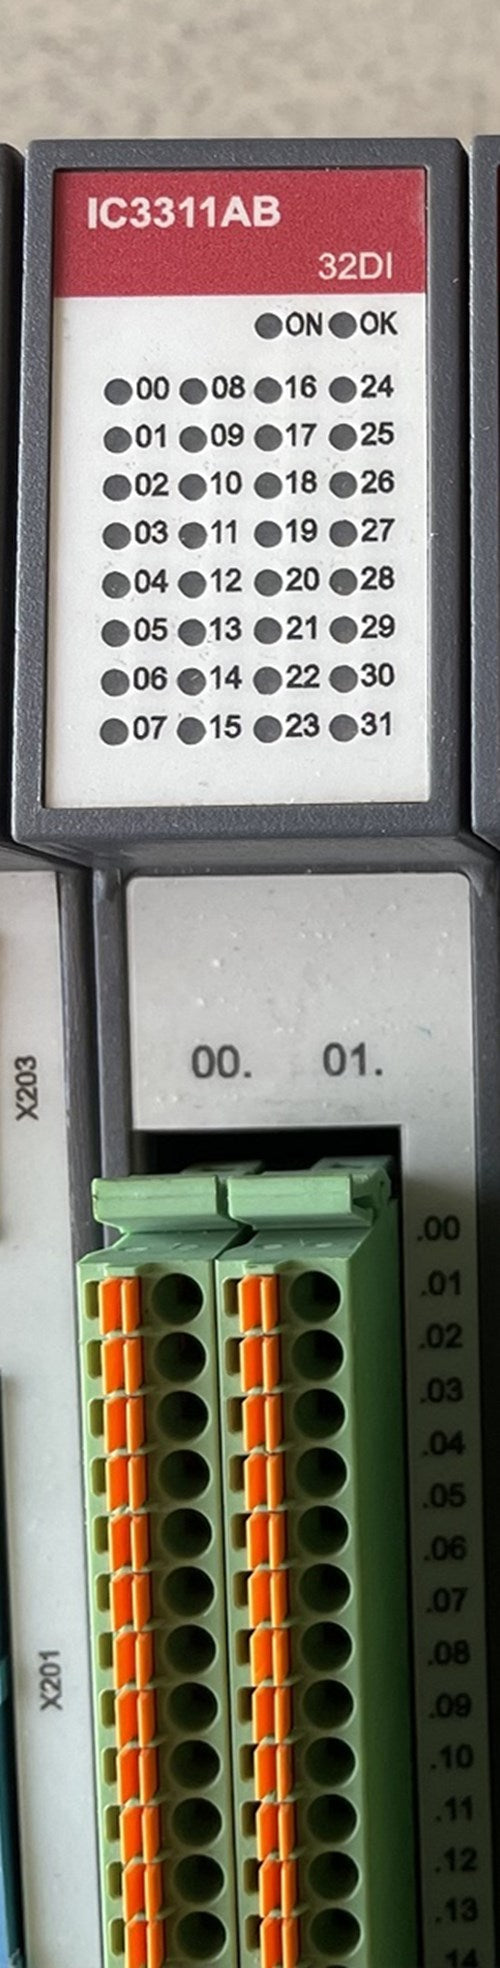 IC3311AB
32DI
ON OK
00 08 16 24
01 09 17 25
02 10 18 26
03 11 19 27
04 12 20 28
05 13 21 29
06 14 22 30
07 15 23 31
00. 01.
X203
.00
.01
.02
.03
.04
.05
.06
.07
X201
.08
.09
.10
.11
.12
.13
.14